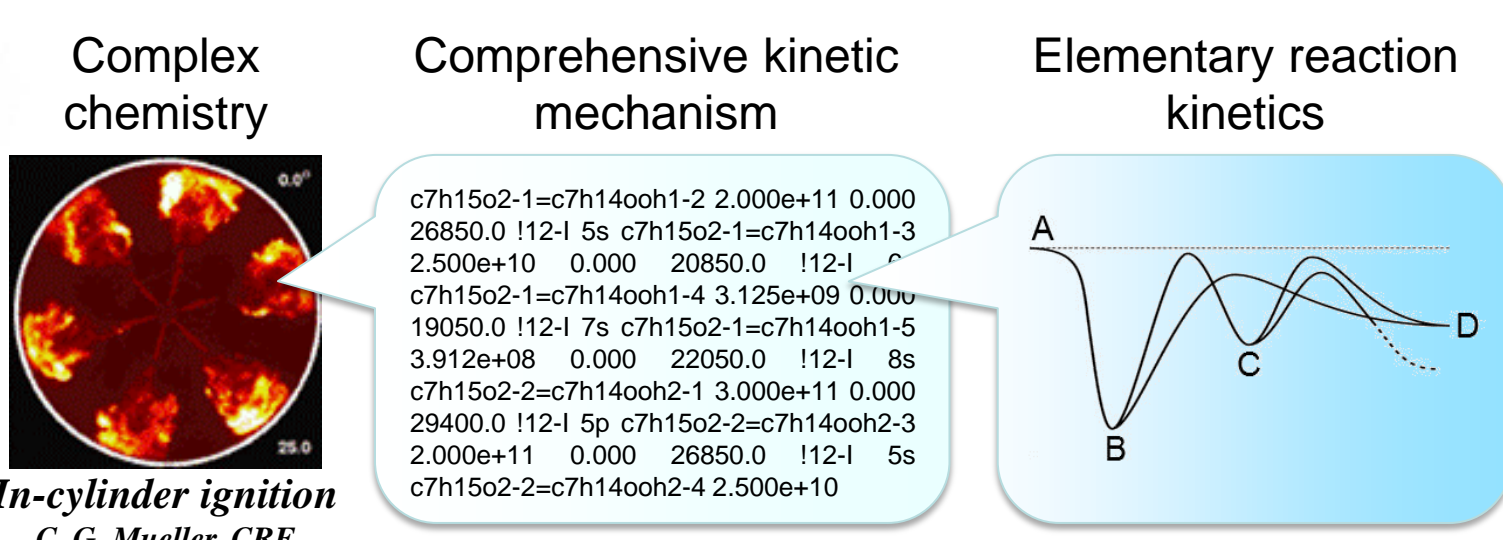 Complex
chemistry
Comprehensive kinetic
mechanism
Elementary reaction
kinetics
0.0°
25.0
In-cylinder ignition
C. G. Mueller, CRF
c7h15o2-1=c7h14ooh1-2 2.000e+11 0.000
26850.0 !12-I 5s c7h15o2-1=c7h14ooh1-3
2.500e+10 0.000 20850.0 !12-I
c7h15o2-1=c7h14ooh1-4 3.125e+09 0.000
19050.0 !12-I 7s c7h15o2-1=c7h14ooh1-5
3.912e+08 0.000 22050.0 !12-I 8s
c7h15o2-2=c7h14ooh2-1 3.000e+11 0.000
29400.0 !12-I 5p c7h15o2-2=c7h14ooh2-3
2.000e+11 0.000 26850.0 !12-I 5s
c7h15o2-2=c7h14ooh2-4 2.500e+10
A
B
C
D